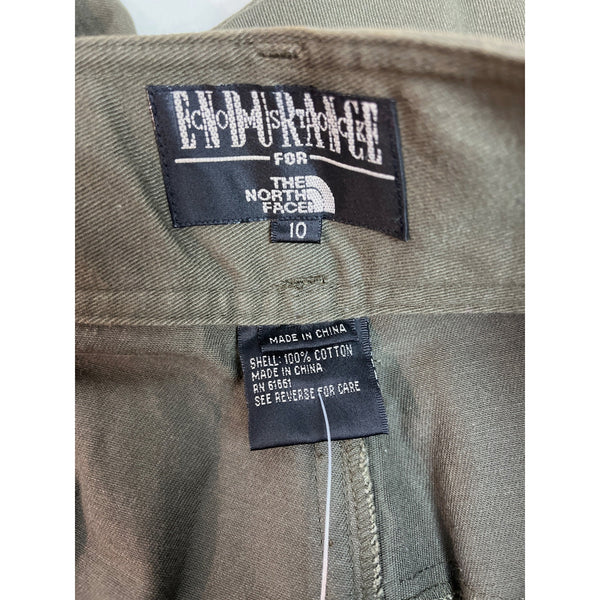 ENDURANCE
COMSTOCK
FOR
THE
NORTH
FACE
10
MADE IN CHINA
SHELL: 100% COTTON
MADE IN CHINA
RN 61661
SEE REVERSE FOR CARE